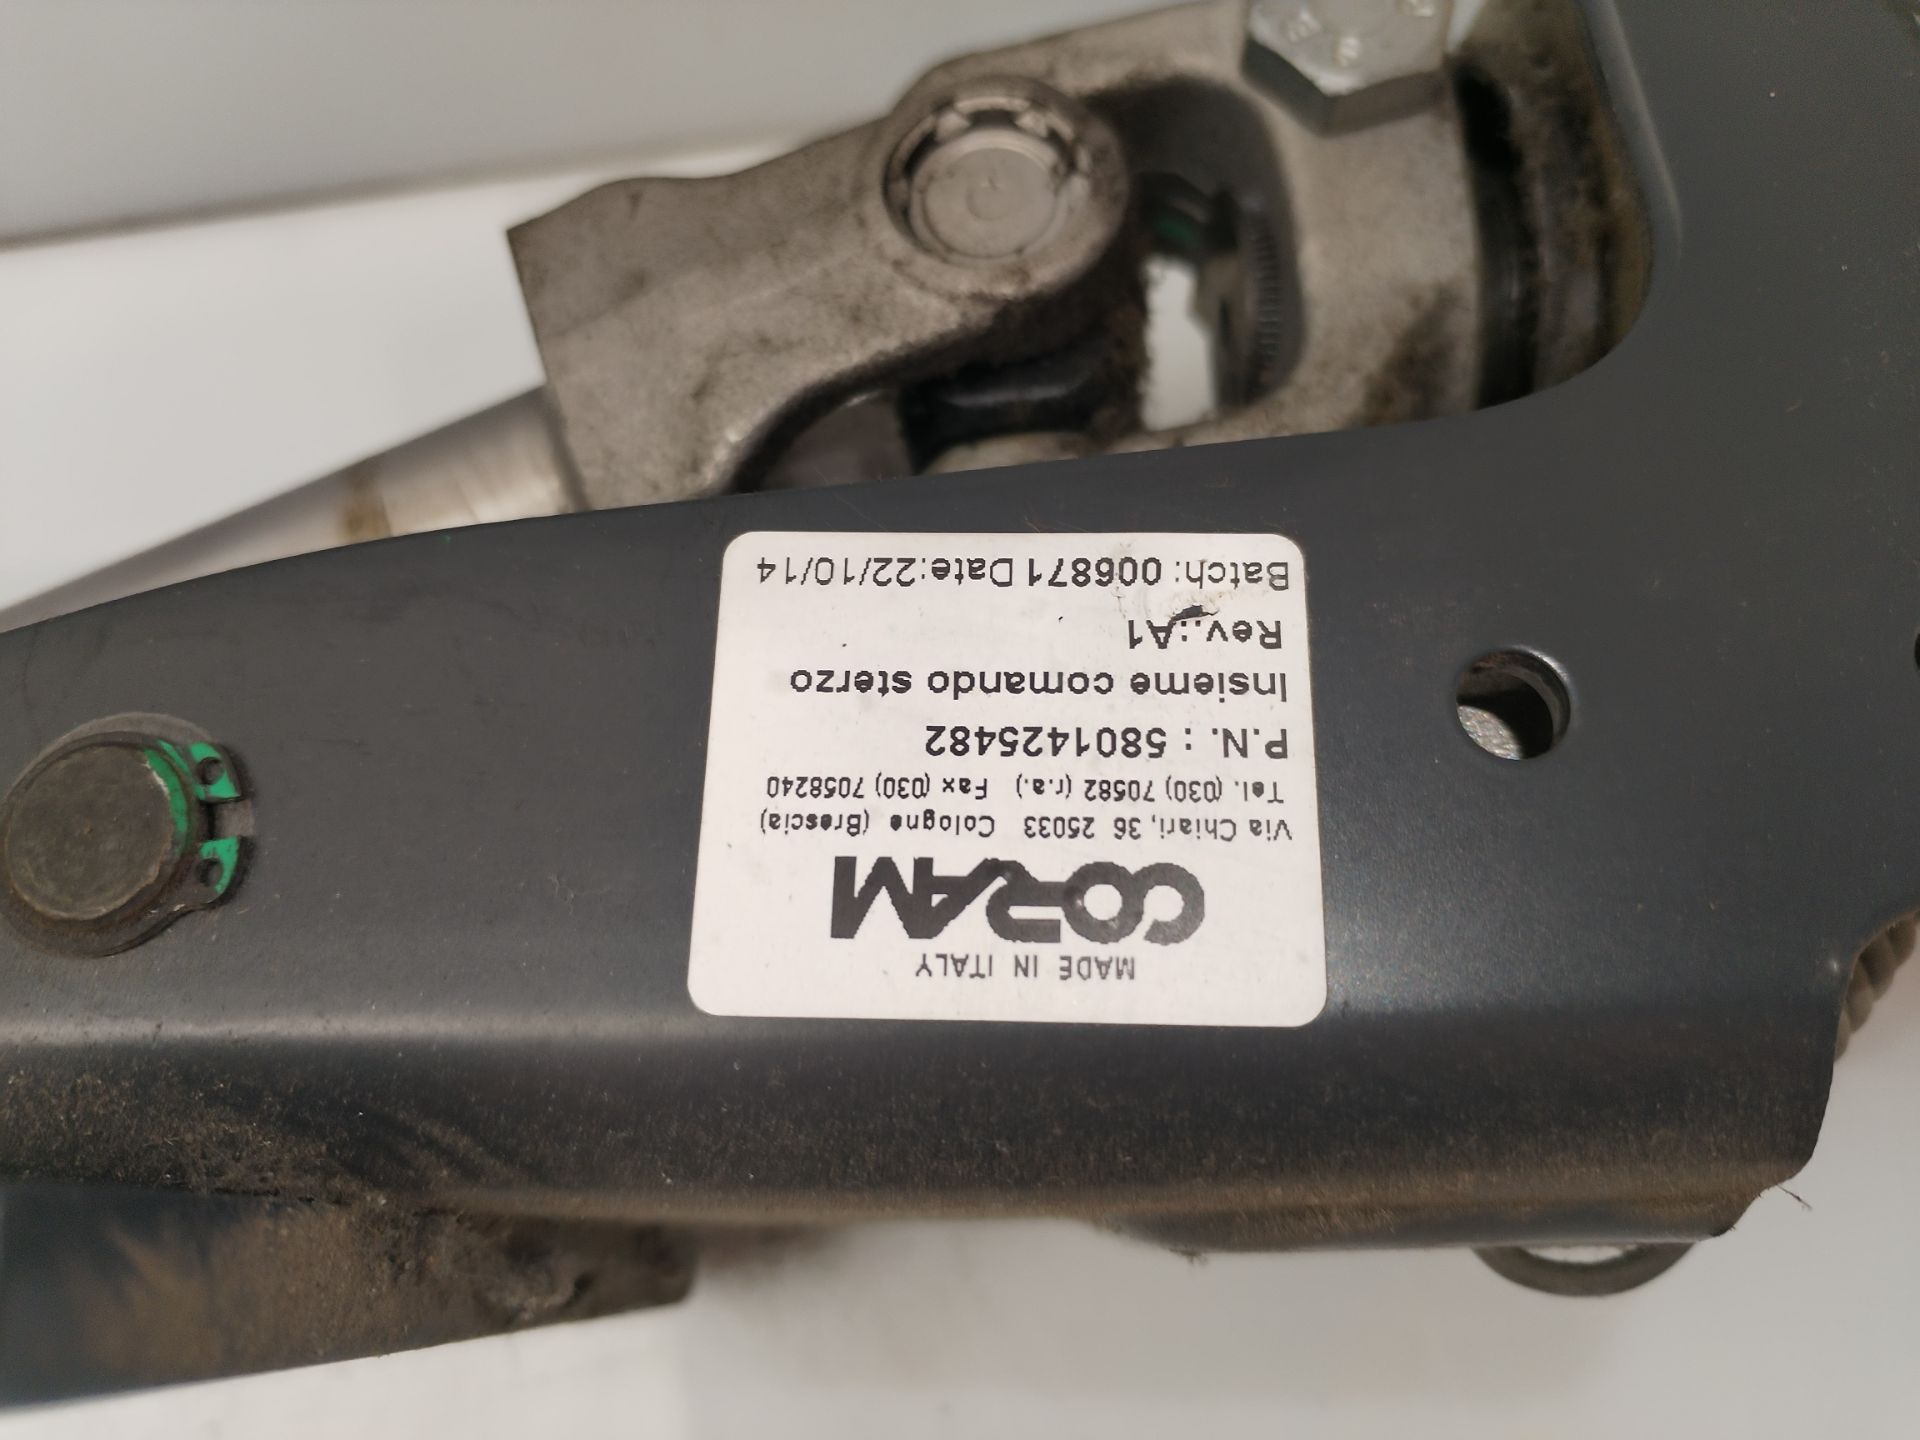 MADE IN ITALY
CORAM
Via Chiari, 36 25033 Cologne (Brescia)
Tel. (030) 70582 (r.a.) Fax (030) 7058240
P.N. : 5801425482
Insieme comando sterzo
Rev.:A1
Batch: 006871 Date:22/10/14